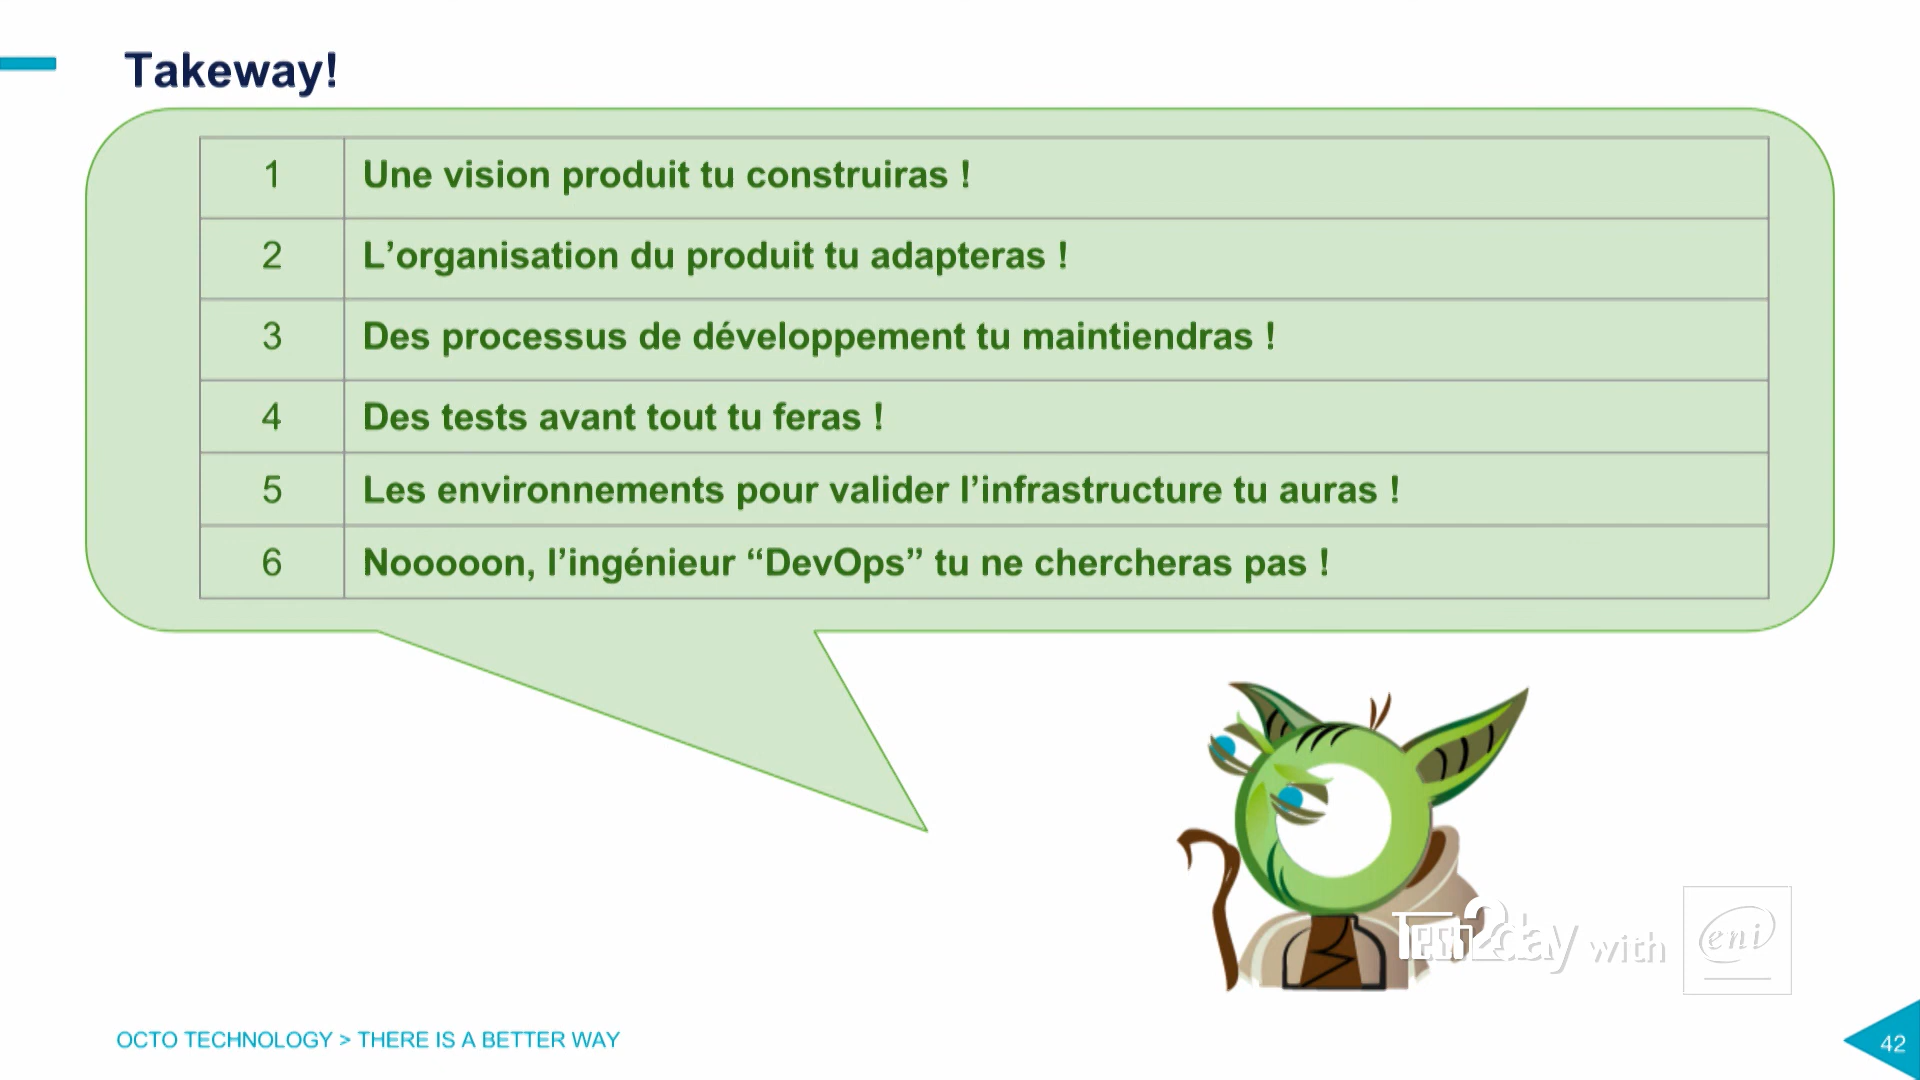 Takeway!
1 Une vision produit tu construiras !
2 L’organisation du produit tu adapteras !
3 Des processus de développement tu maintiendras !
4 Des tests avant tout tu feras !
5 Les environnements pour valider l’infrastructure tu auras !
6 Nooooon, l’ingénieur “DevOps” tu ne chercheras pas !
Tech2day with eni
OCTO TECHNOLOGY > THERE IS A BETTER WAY
42